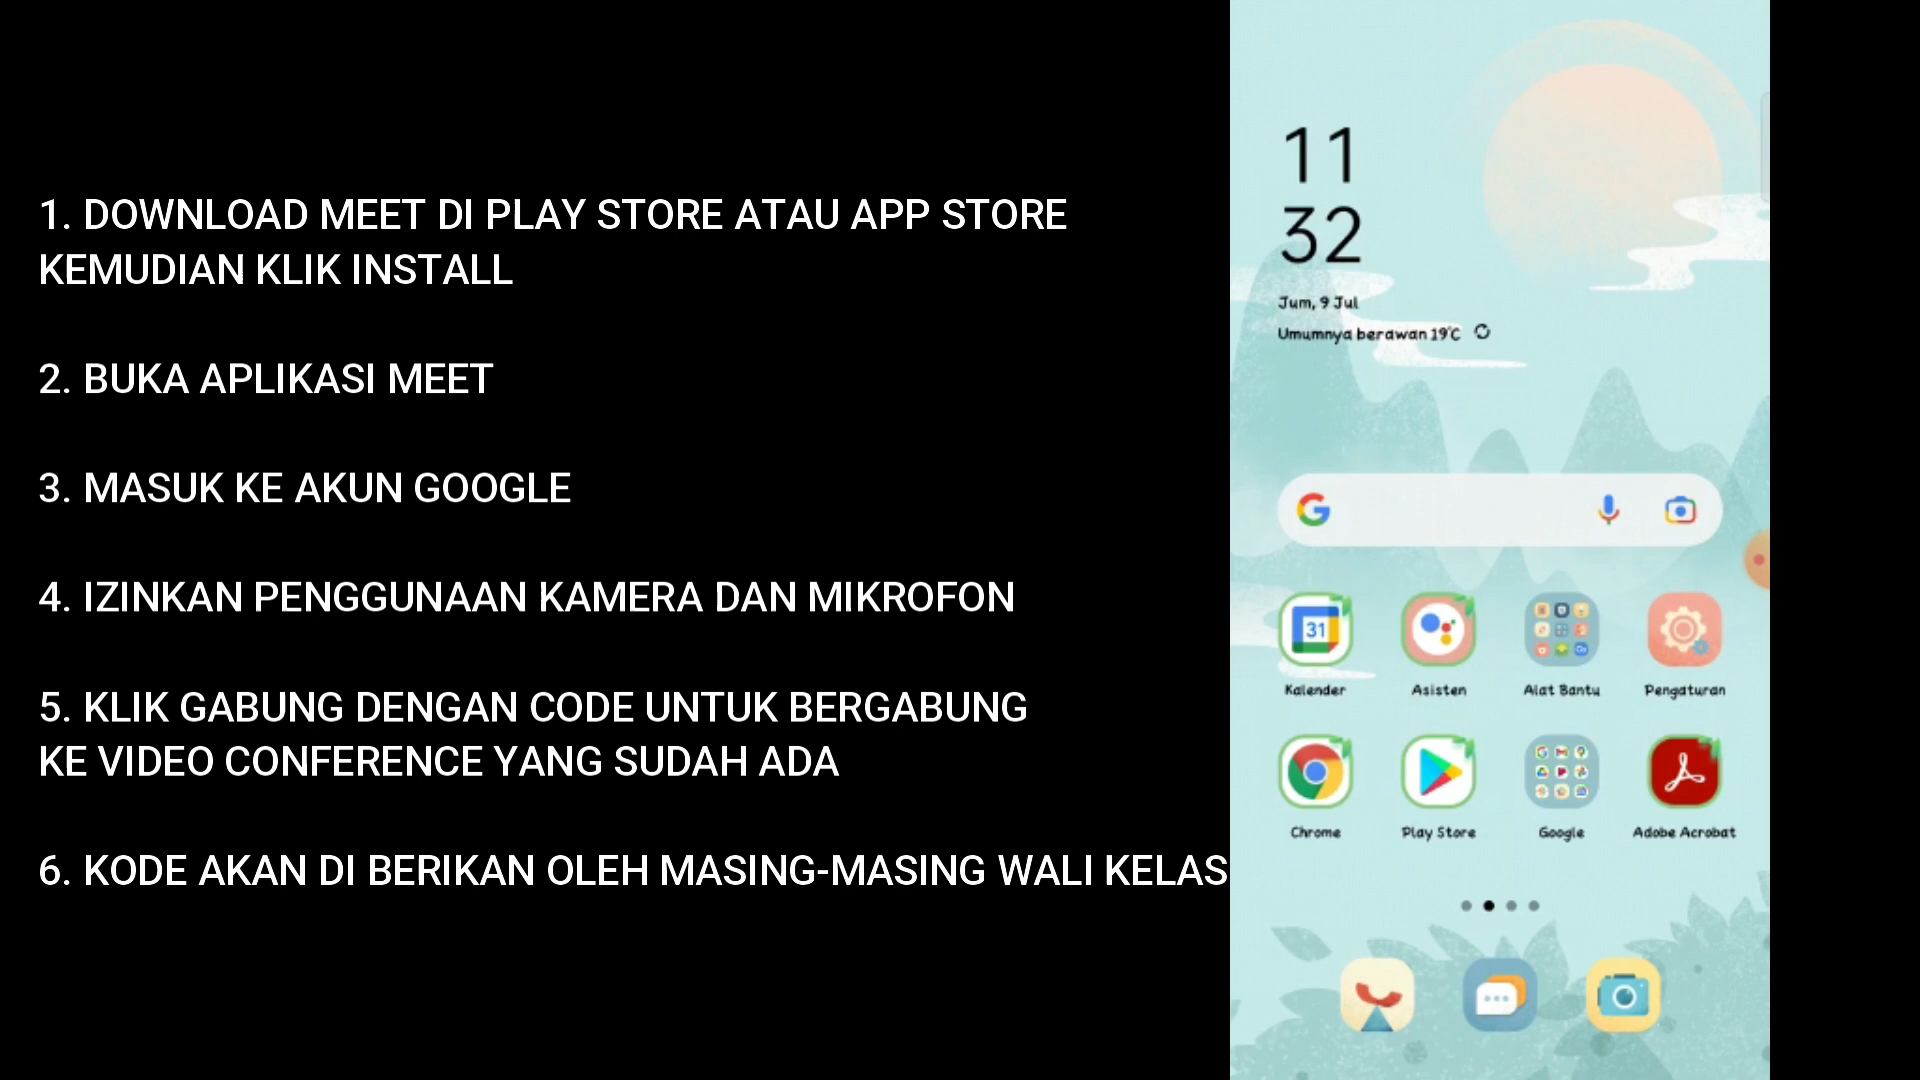 1. DOWNLOAD MEET DI PLAY STORE ATAU APP STORE
KEMUDIAN KLIK INSTALL
2. BUKA APLIKASI MEET
3. MASUK KE AKUN GOOGLE
4. IZINKAN PENGGUNAAN KAMERA DAN MIKROFON
5. KLIK GABUNG DENGAN CODE UNTUK BERGABUNG
KE VIDEO CONFERENCE YANG SUDAH ADA
6. KODE AKAN DI BERIKAN OLEH MASING-MASING WALI KELAS
11
32
Jum, 9 Jul
Umumnya berawan 19°C
31
Kalender Asisten Alat Bantu Pengaturan
Chrome Play Store Google Adobe Acrobat